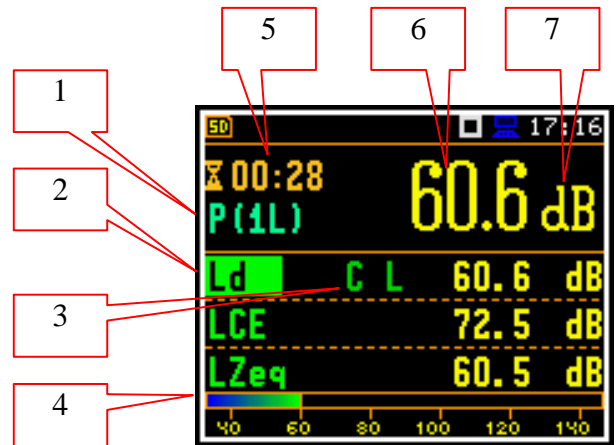 5 6 7
1
SD 17:16
00:28 60.6 dB
P(1L)
2
Ld C L 60.6 dB
3
LCE 72.5 dB
LZeq 60.5 dB
4
40 60 80 100 120 140